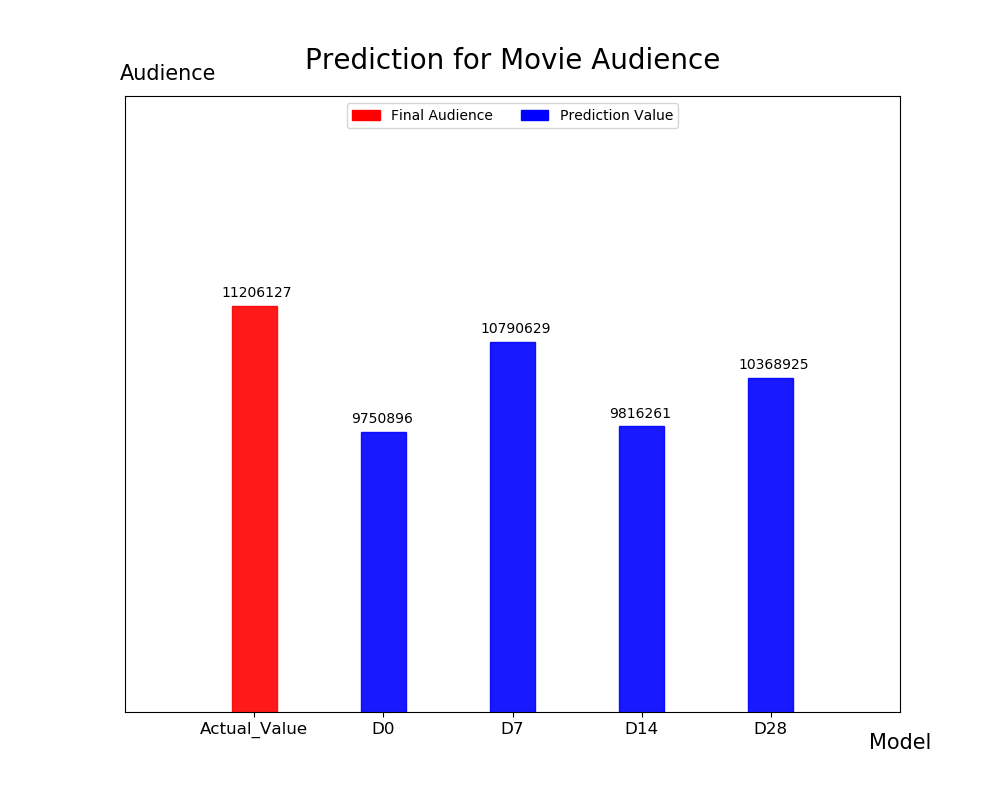 Prediction for Movie Audience
Audience
Final Audience Prediction Value
11206127
10790629
10368925
9816261
9750896
Actual_Value D0 D7 D14 D28
Model